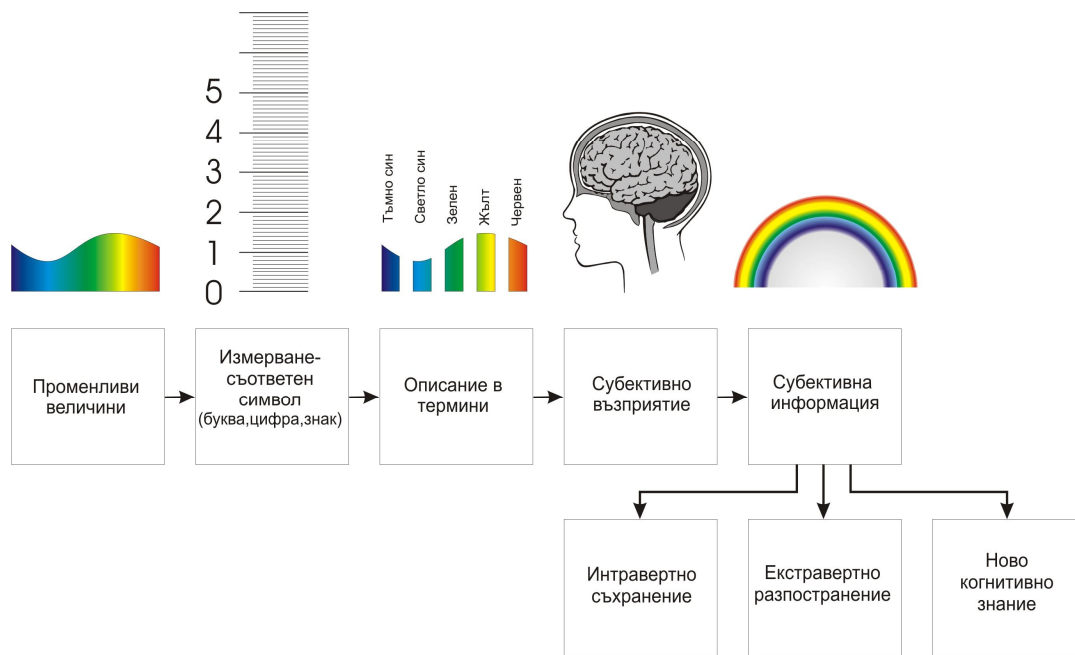 5
4
3
2
1
0
Тъмно син
Светло син
Зелен
Жълт
Червен
Променливи
величини
Измерване-
съответен
символ
(буква,цифра,знак)
Описание в
термини
Субективно
възприятие
Субективна
информация
Интравертно
съхранение
Екстравертно
разпостранение
Ново
когнитивно
знание